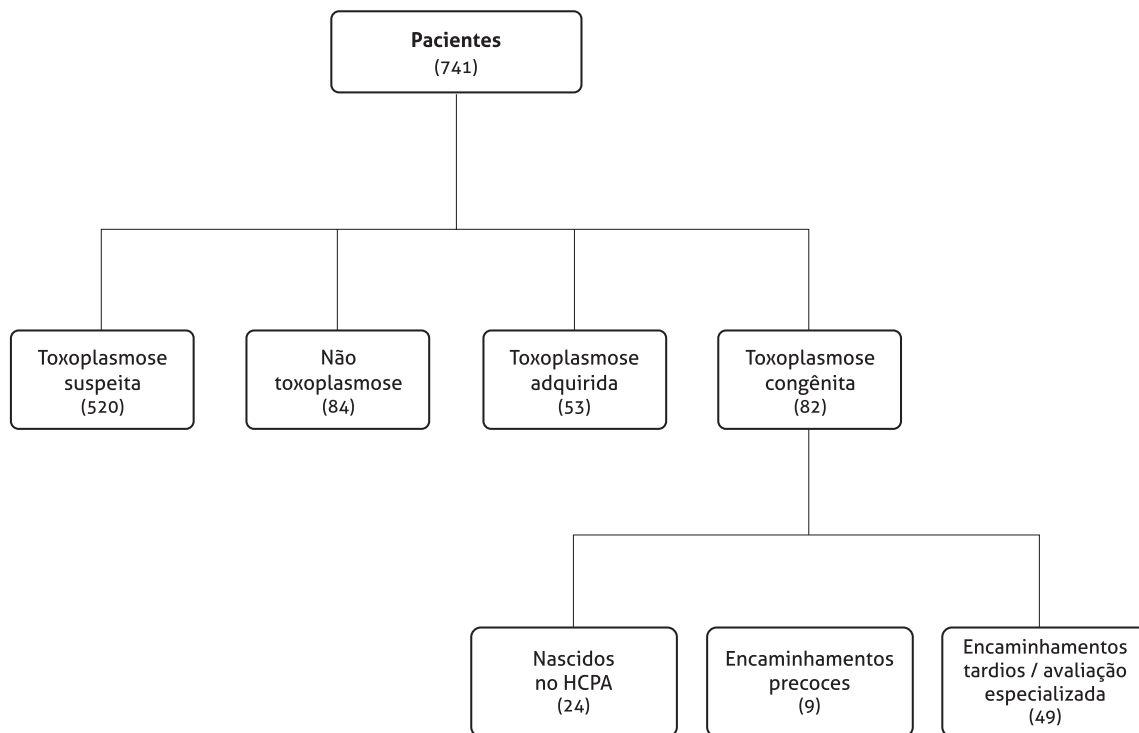 Pacientes
(741)
Toxoplasmose
suspeita
(520)
Não
toxoplasmose
(84)
Toxoplasmose
adquirida
(53)
Toxoplasmose
congênita
(82)
Nascidos
no HCPA
(24)
Encaminhamentos
precoces
(9)
Encaminhamentos
tardios / avaliação
especializada
(49)